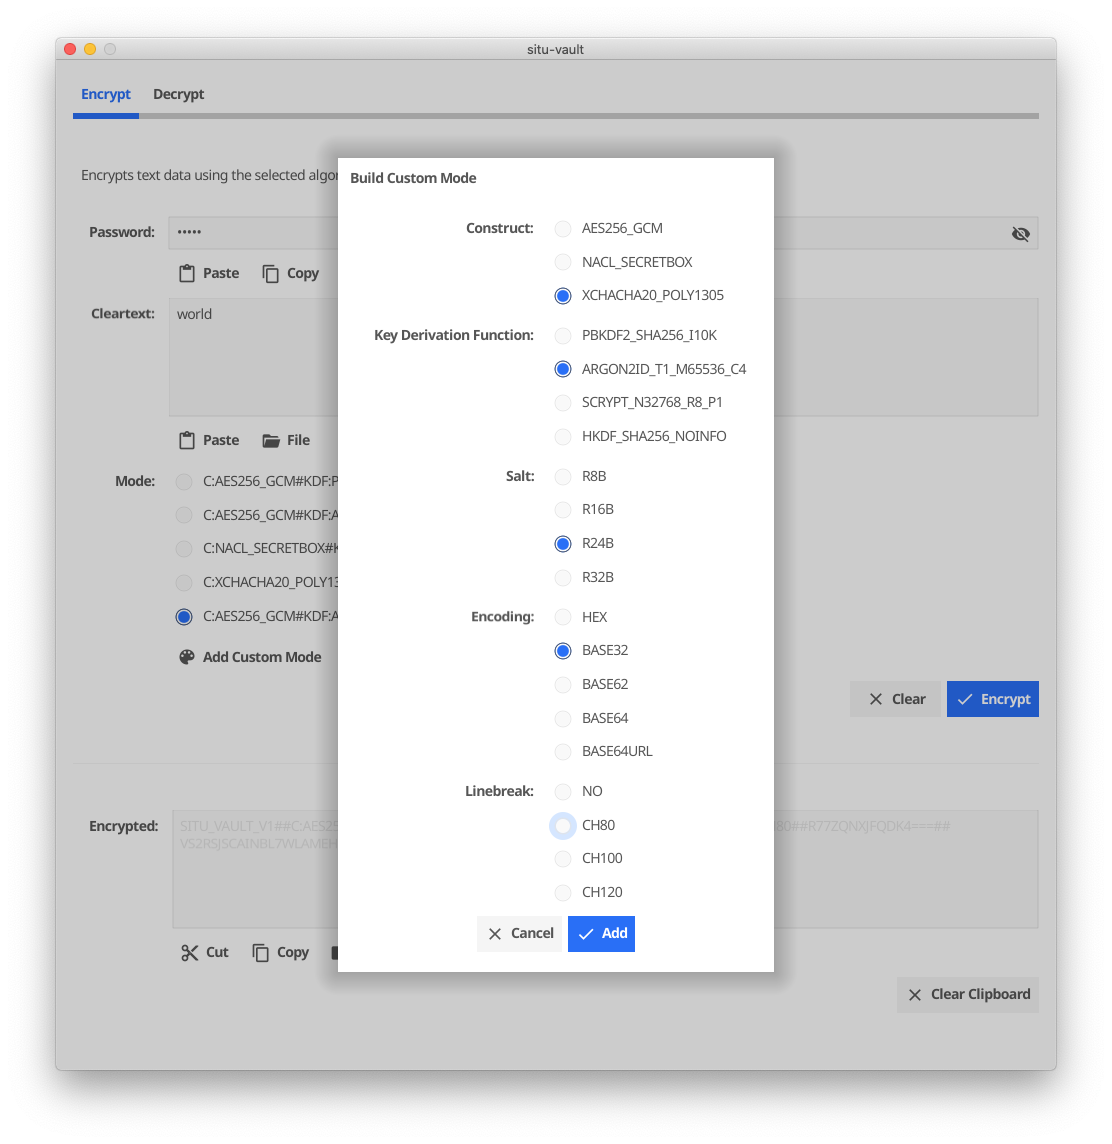 situ-vault
Encrypt Decrypt
Encrypts text data using the selected algor
Password: •••••
Paste Copy
Cleartext: world
Paste File
Mode: C:AES256_GCM#KDF:P
C:AES256_GCM#KDF:A
C:NACL_SECRETBOX#K
C:XCHACHA20_POLY13
C:AES256_GCM#KDF:A
Add Custom Mode
Clear Encrypt
Encrypted: SITU_VAULT_V1##C:AES25 80##R77ZQNXJFQDK4===##
VS2RSJSCAINBL7WLAMEH
Cut Copy
Clear Clipboard
Build Custom Mode
Construct: AES256_GCM
NACL_SECRETBOX
XCHACHA20_POLY1305
Key Derivation Function: PBKDF2_SHA256_I10K
ARGON2ID_T1_M65536_C4
SCRYPT_N32768_R8_P1
HKDF_SHA256_NOINFO
Salt: R8B
R16B
R24B
R32B
Encoding: HEX
BASE32
BASE62
BASE64
BASE64URL
Linebreak: NO
CH80
CH100
CH120
Cancel Add